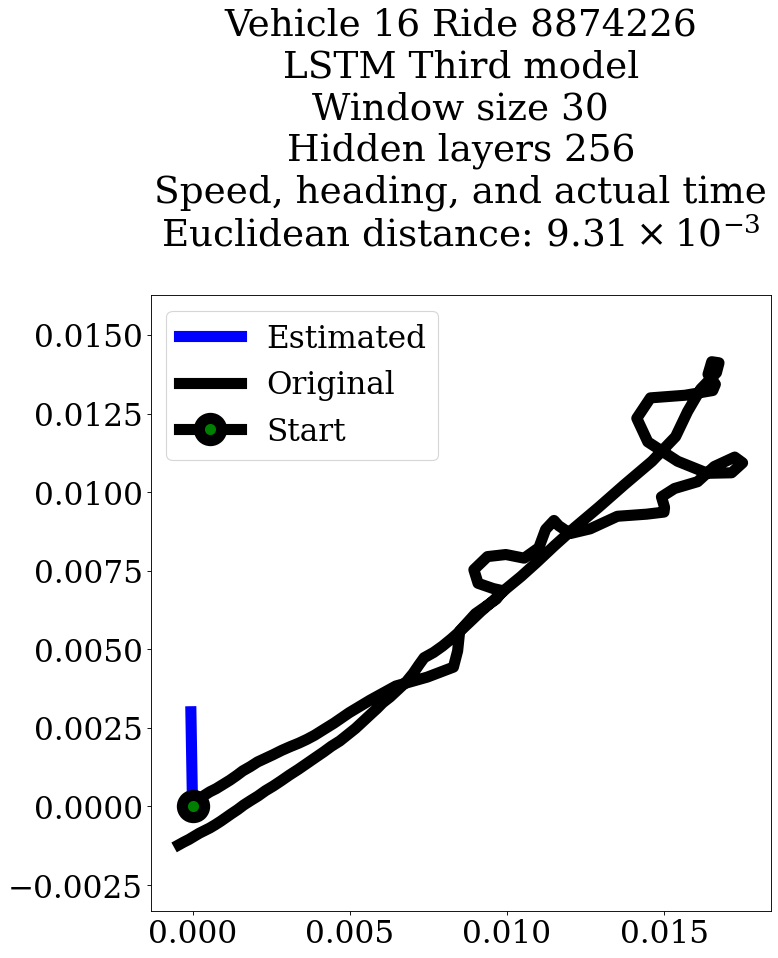 Vehicle 16 Ride 8874226
LSTM Third model
Window size 30
Hidden layers 256
Speed, heading, and actual time
Euclidean distance: 9.31 × 10⁻³
Estimated
Original
Start
0.0150
0.0125
0.0100
0.0075
0.0050
0.0025
0.0000
−0.0025
0.000 0.005 0.010 0.015